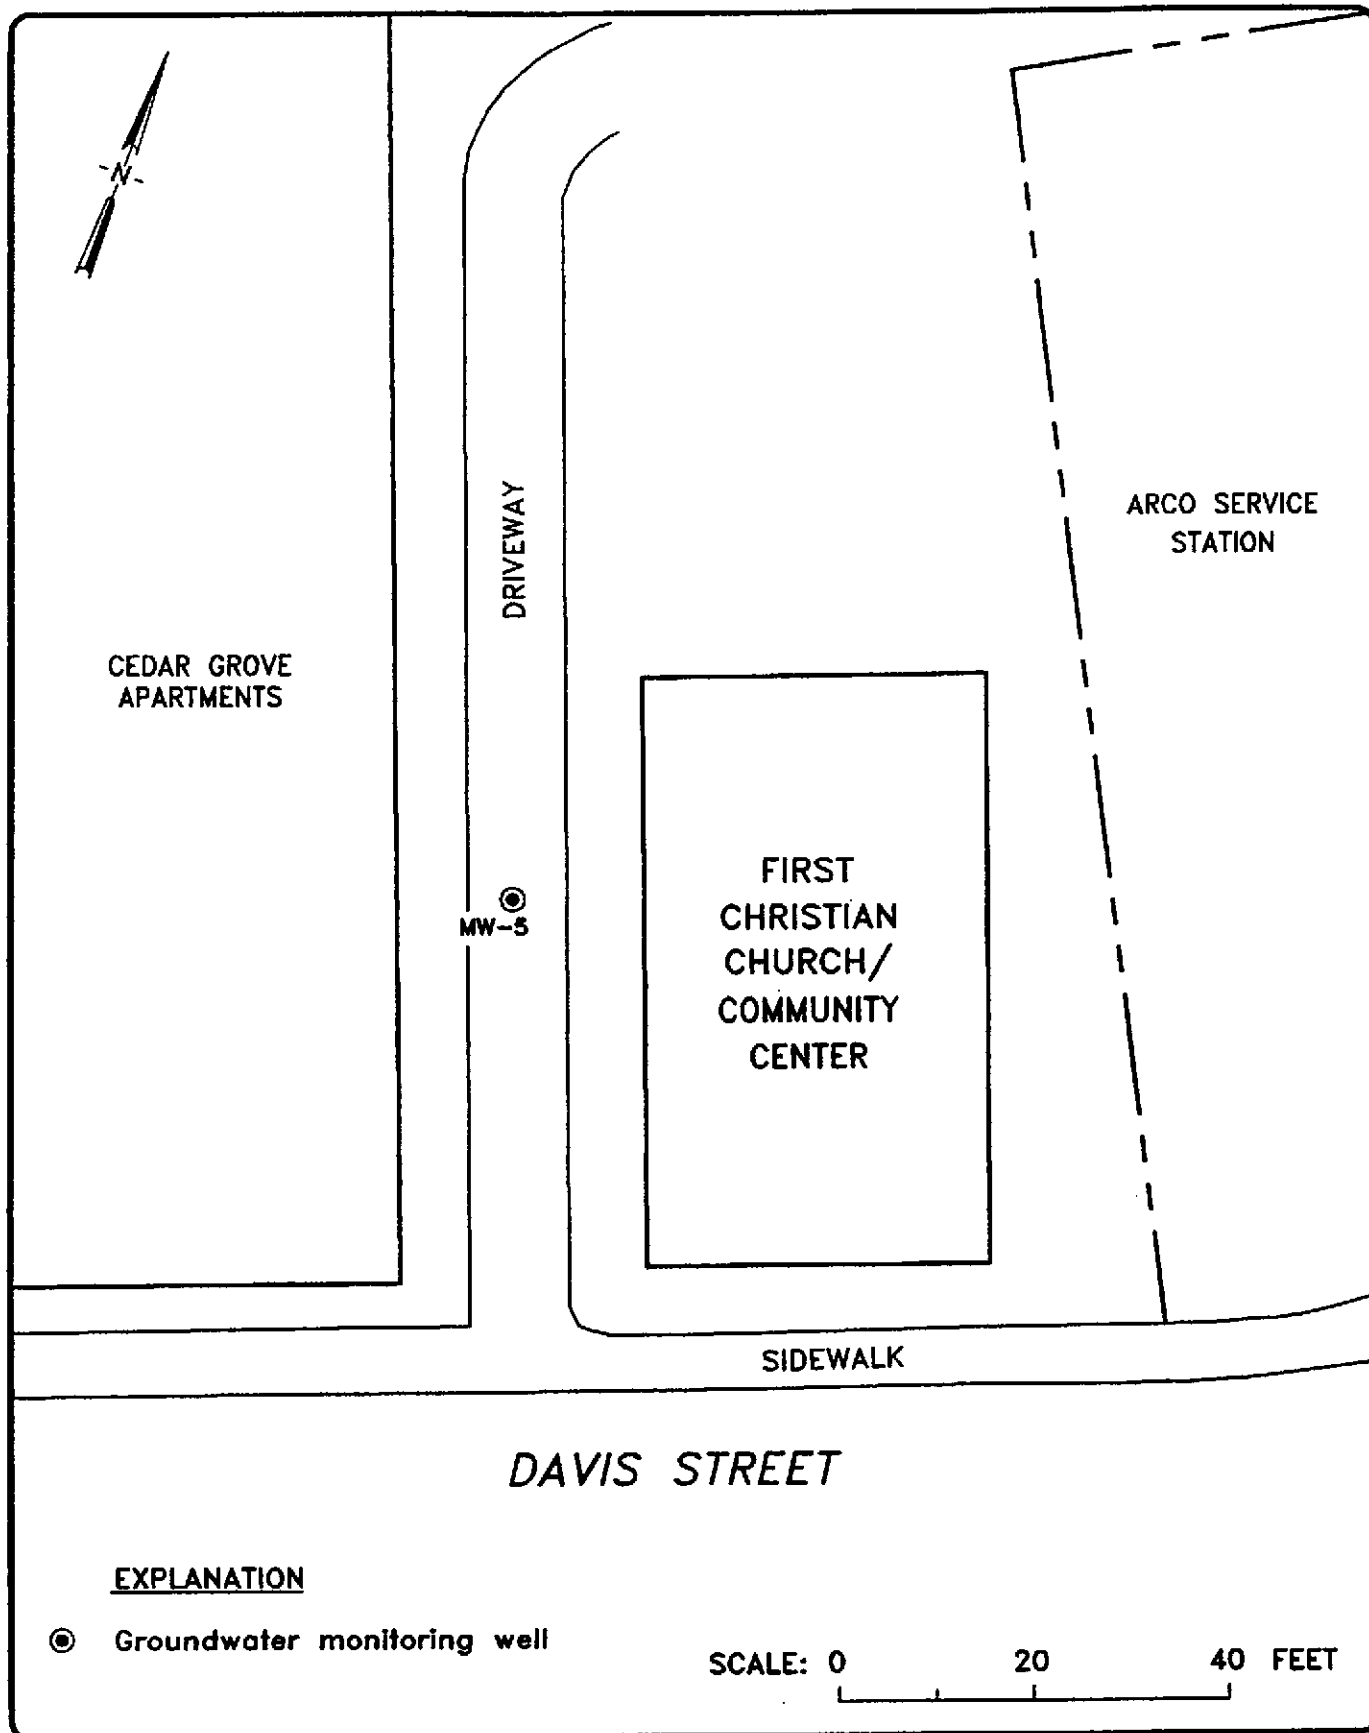 -N-
ARCO SERVICE
STATION
DRIVEWAY
CEDAR GROVE
APARTMENTS
FIRST
CHRISTIAN
CHURCH/
COMMUNITY
CENTER
MW-5
SIDEWALK
DAVIS STREET
EXPLANATION
Groundwater monitoring well
SCALE: 0 20 40 FEET